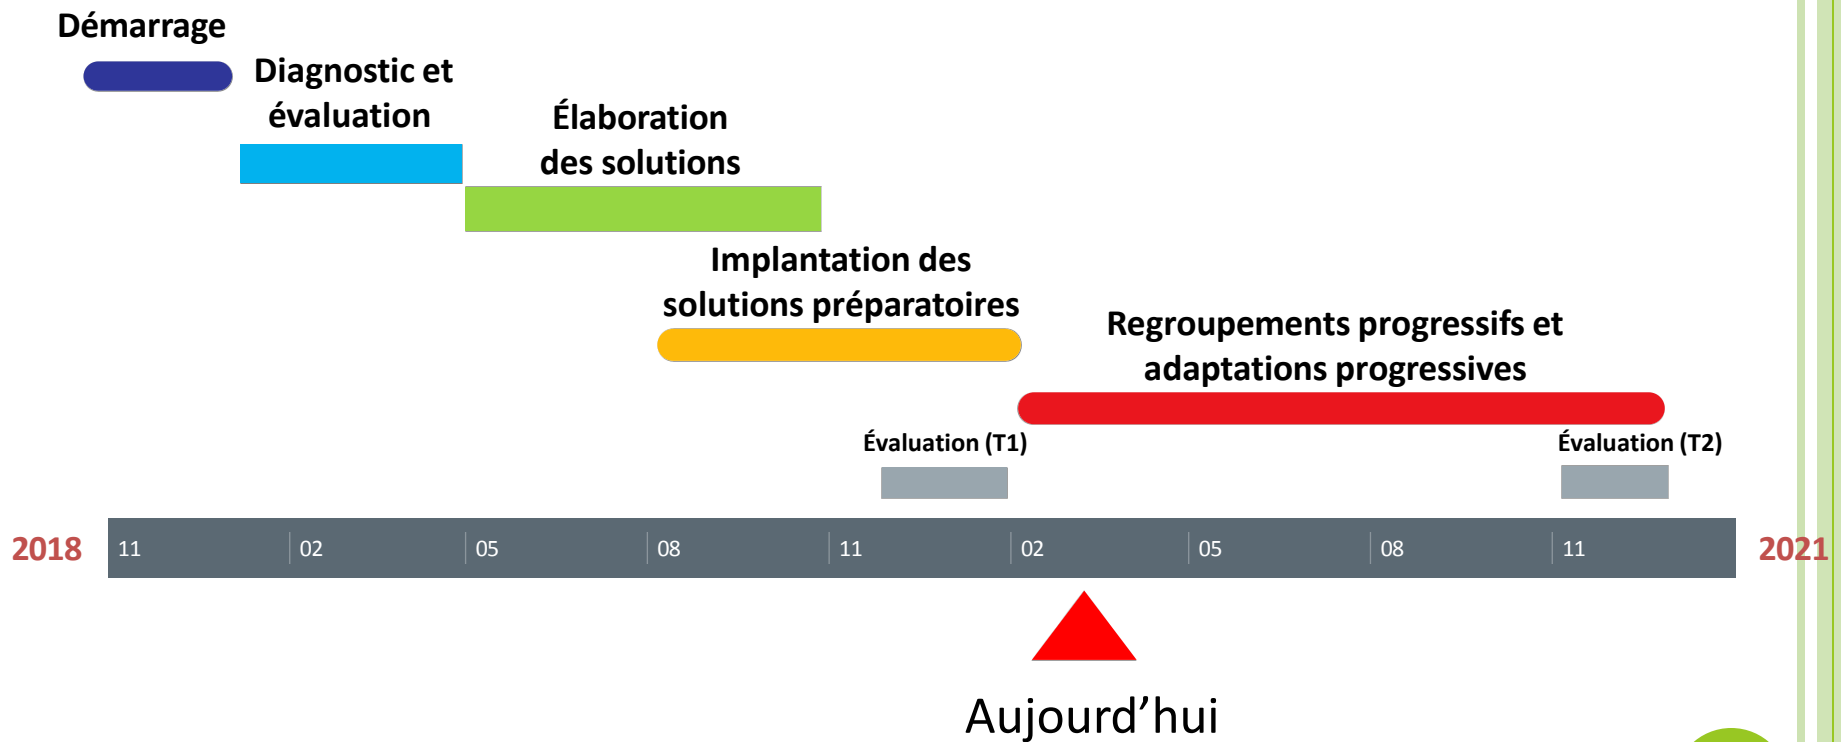 Démarrage
Diagnostic et
évaluation
Élaboration
des solutions
Implantation des
solutions préparatoires
Regroupements progressifs et
adaptations progressives
Évaluation (T1)
Évaluation (T2)
2018 11 02 05 08 11 02 05 08 11 2021
Aujourd’hui